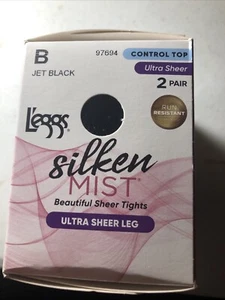 B
97694
CONTROL TOP
JET BLACK
Ultra Sheer
2 PAIR
RUN
RESISTANT
L'eggs
silken
MIST
Beautiful Sheer Tights
ULTRA SHEER LEG